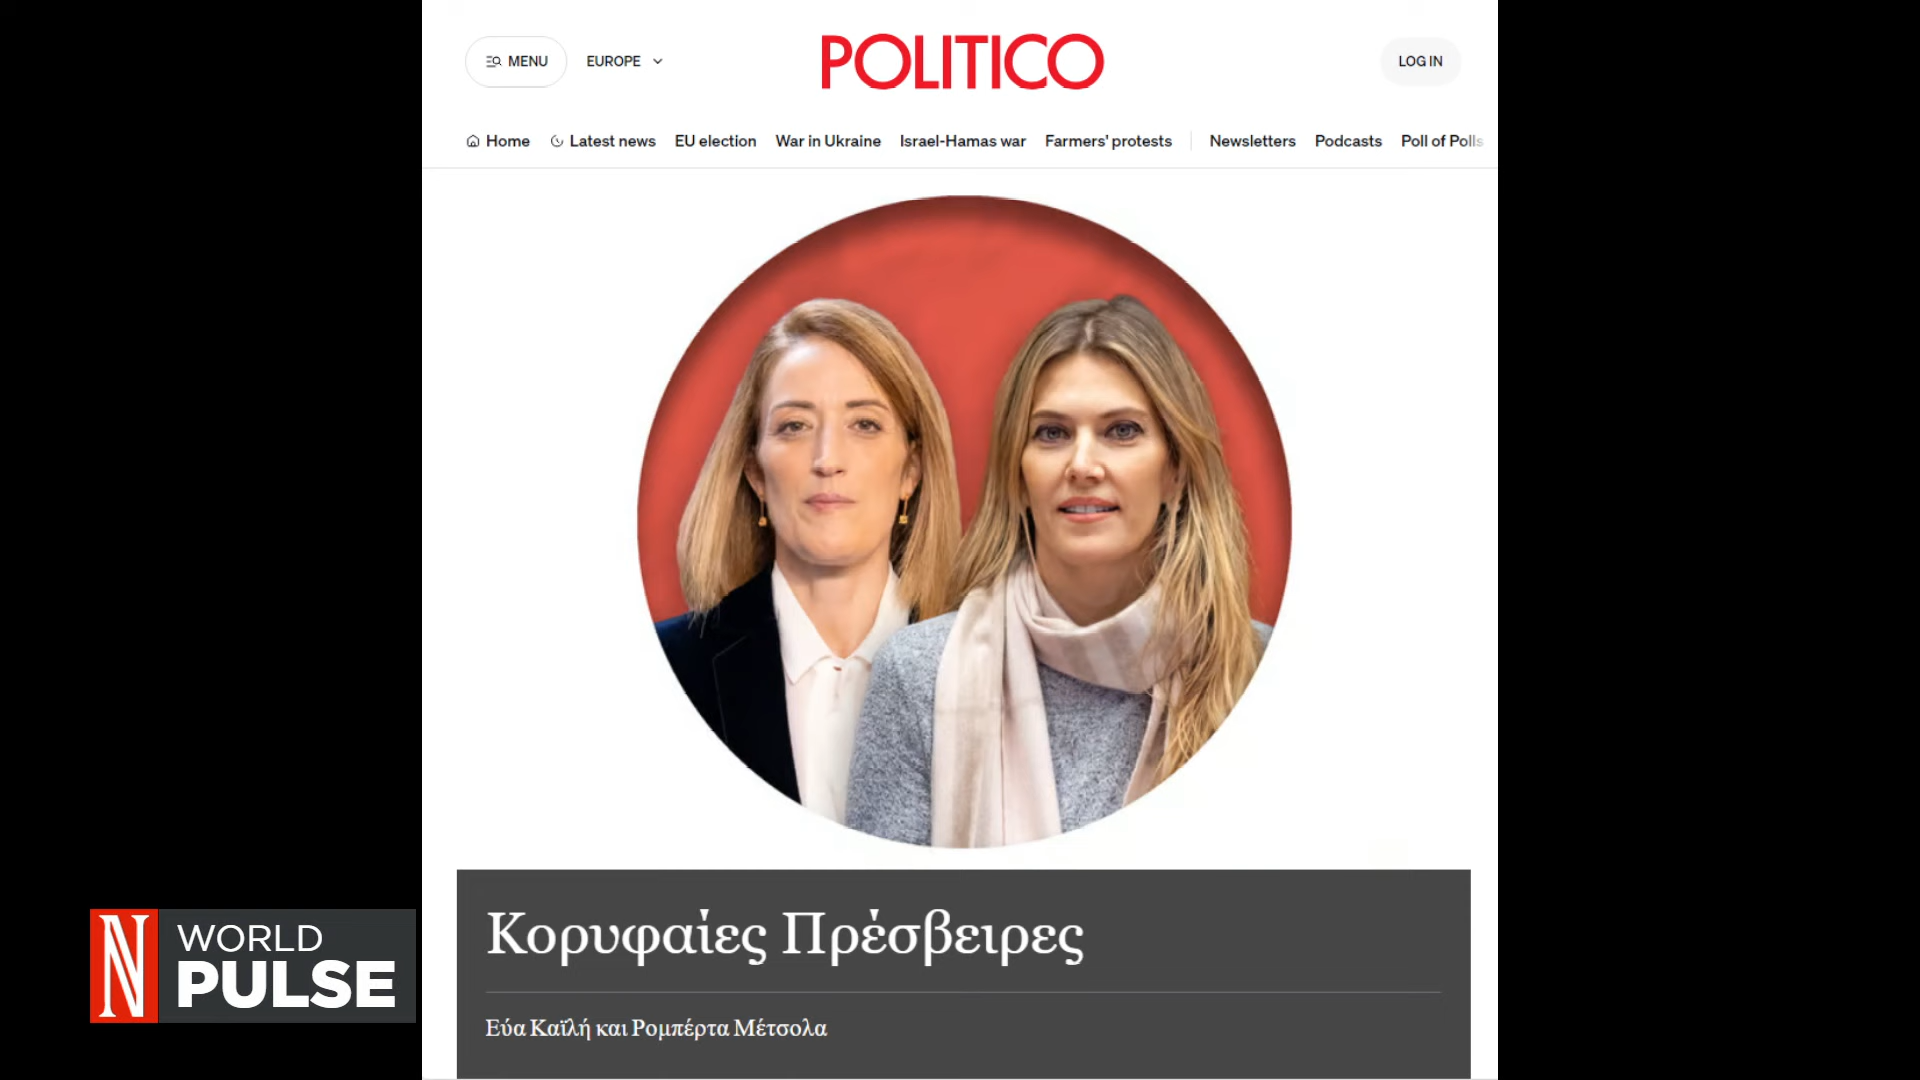 MENU
EUROPE
POLITICO
LOG IN
Home
Latest news
EU election
War in Ukraine
Israel-Hamas war
Farmers' protests
Newsletters
Podcasts
Poll of Polls
Κορυφαίες Πρέσβειρες
Εύα Καϊλή και Ρομπέρτα Μέτσολα
N
WORLD
PULSE